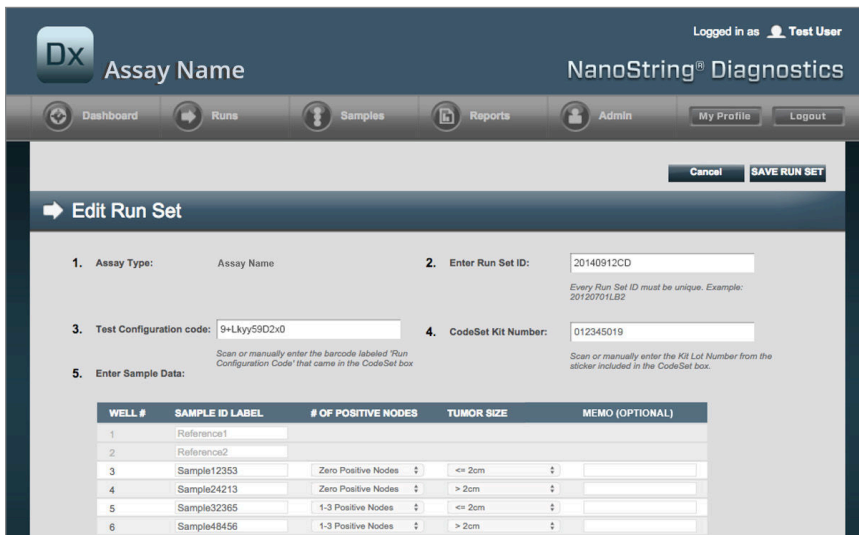 Logged in as Test User
Dx Assay Name
NanoString® Diagnostics
Dashboard Runs Samples Reports Admin My Profile Logout
Cancel SAVE RUN SET
Edit Run Set
1. Assay Type: Assay Name
2. Enter Run Set ID: 20140912CD
Every Run Set ID must be unique. Example:
20120701LB2
3. Test Configuration code: 9+Lkyy59D2x0
Scan or manually enter the barcode labeled 'Run
Configuration Code' that came in the CodeSet box
4. CodeSet Kit Number: 012345019
Scan or manually enter the Kit Lot Number from the
sticker included in the CodeSet box.
5. Enter Sample Data:
WELL # SAMPLE ID LABEL # OF POSITIVE NODES TUMOR SIZE MEMO (OPTIONAL)
1 Reference1
2 Reference2
3 Sample12353 Zero Positive Nodes <= 2cm
4 Sample24213 Zero Positive Nodes > 2cm
5 Sample32365 1-3 Positive Nodes <= 2cm
6 Sample48456 1-3 Positive Nodes > 2cm